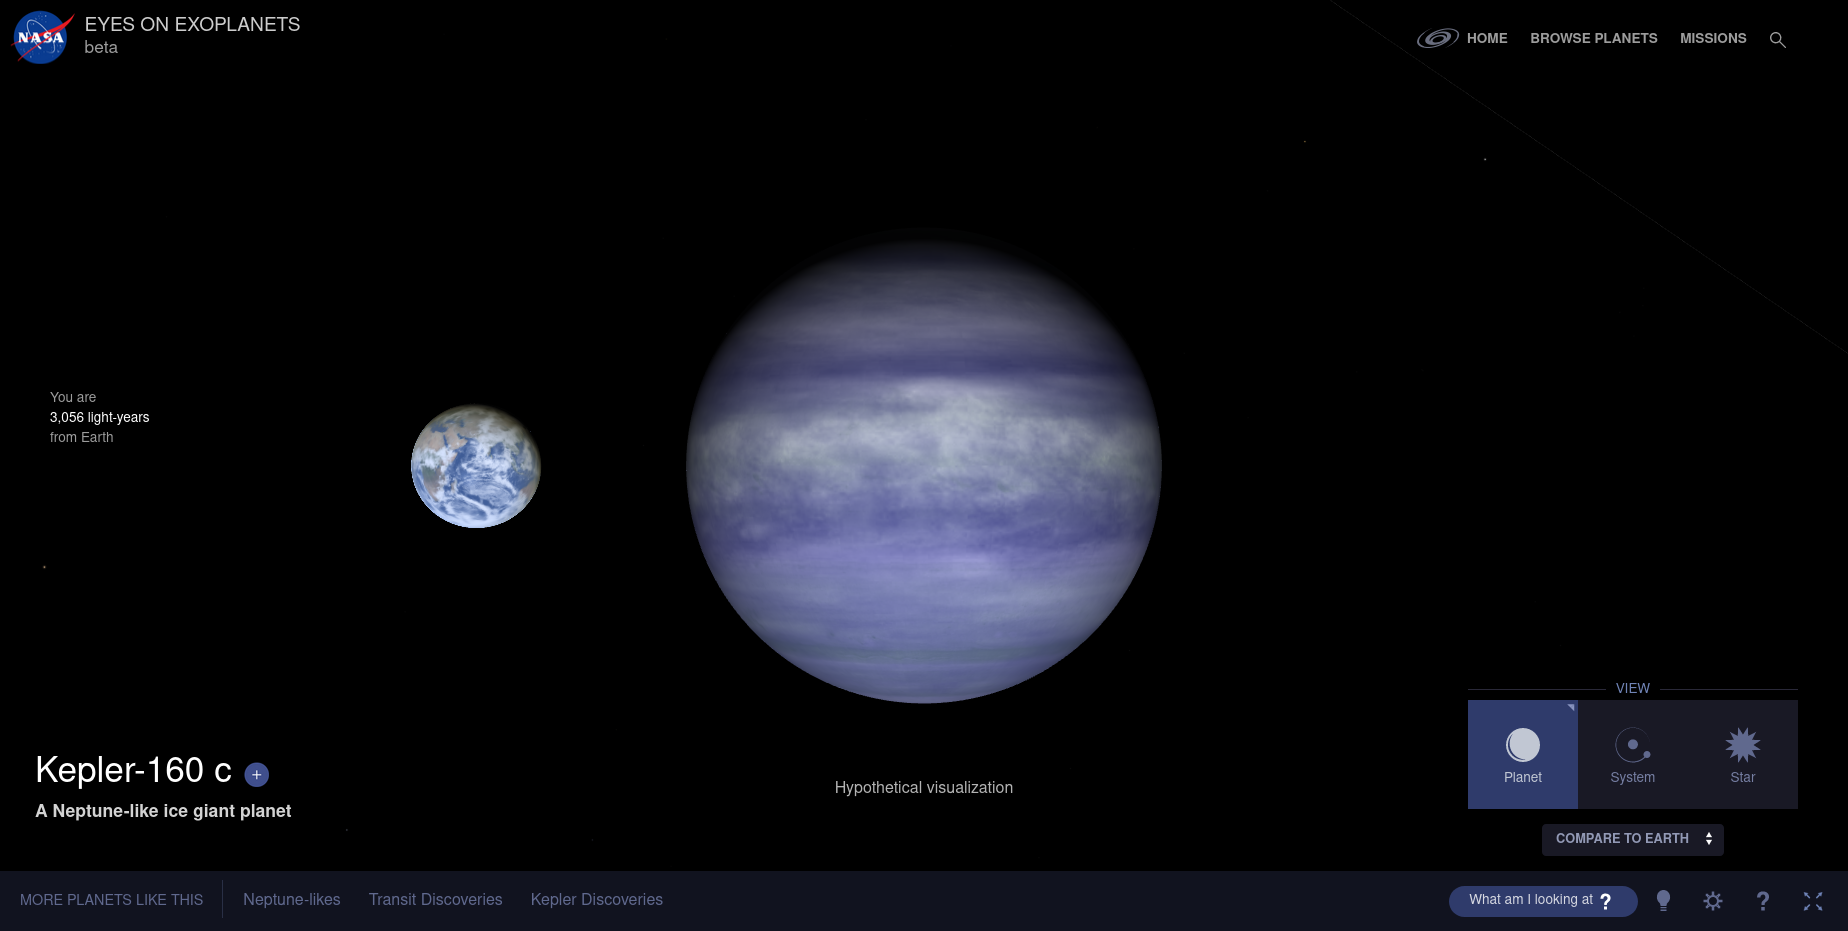 NASA
EYES ON EXOPLANETS
beta
HOME
BROWSE PLANETS
MISSIONS
You are
3,056 light-years
from Earth
Kepler-160 c +
A Neptune-like ice giant planet
Hypothetical visualization
VIEW
Planet
System
Star
COMPARE TO EARTH
MORE PLANETS LIKE THIS
Neptune-likes
Transit Discoveries
Kepler Discoveries
What am I looking at ?
?